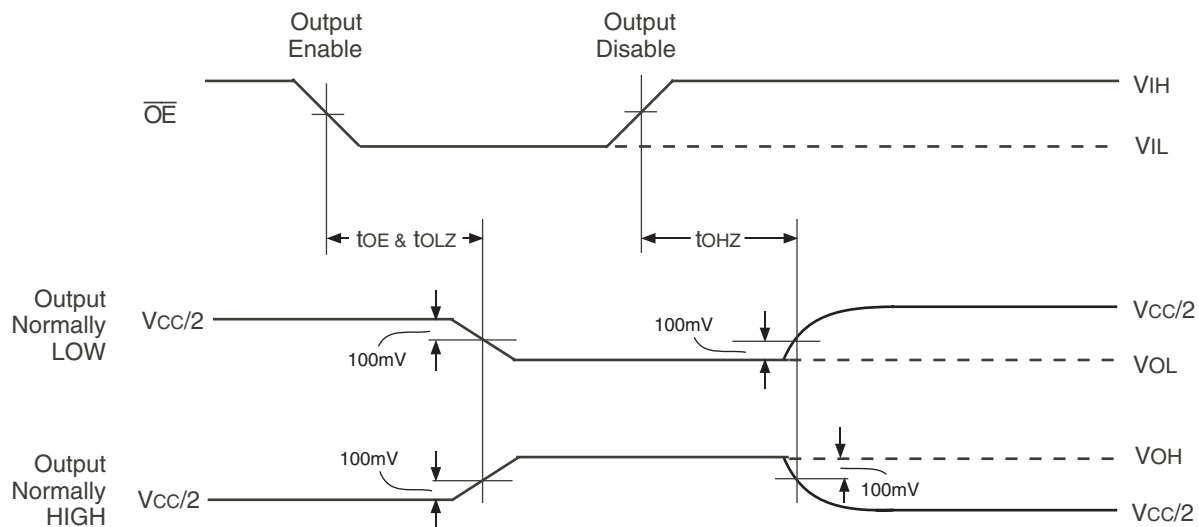 Output
Enable
Output
Disable
OE
VIH
VIL
tOE & tOLZ
tOHZ
Output
Normally
LOW
VCC/2
100mV
100mV
VCC/2
VOL
Output
Normally
HIGH
VCC/2
100mV
100mV
VOH
VCC/2